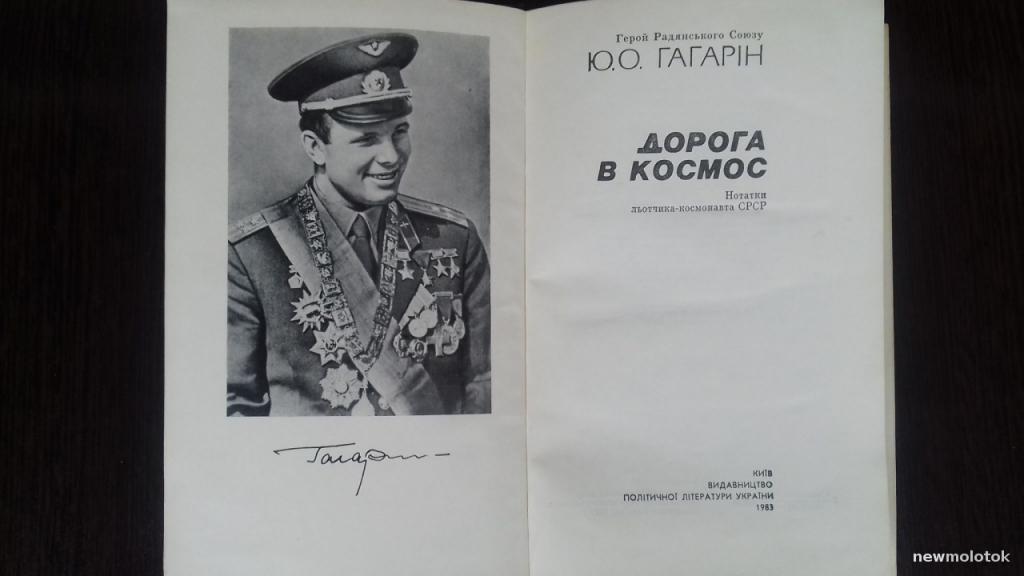 Гагарин
Герой Радянського Союзу
Ю.О. ГАГАРІН
ДОРОГА
В КОСМОС
Нотатки
льотчика-космонавта СРСР
КИЇВ
ВИДАВНИЦТВО
ПОЛІТИЧНОЇ ЛІТЕРАТУРИ УКРАЇНИ
1983
newmolotok